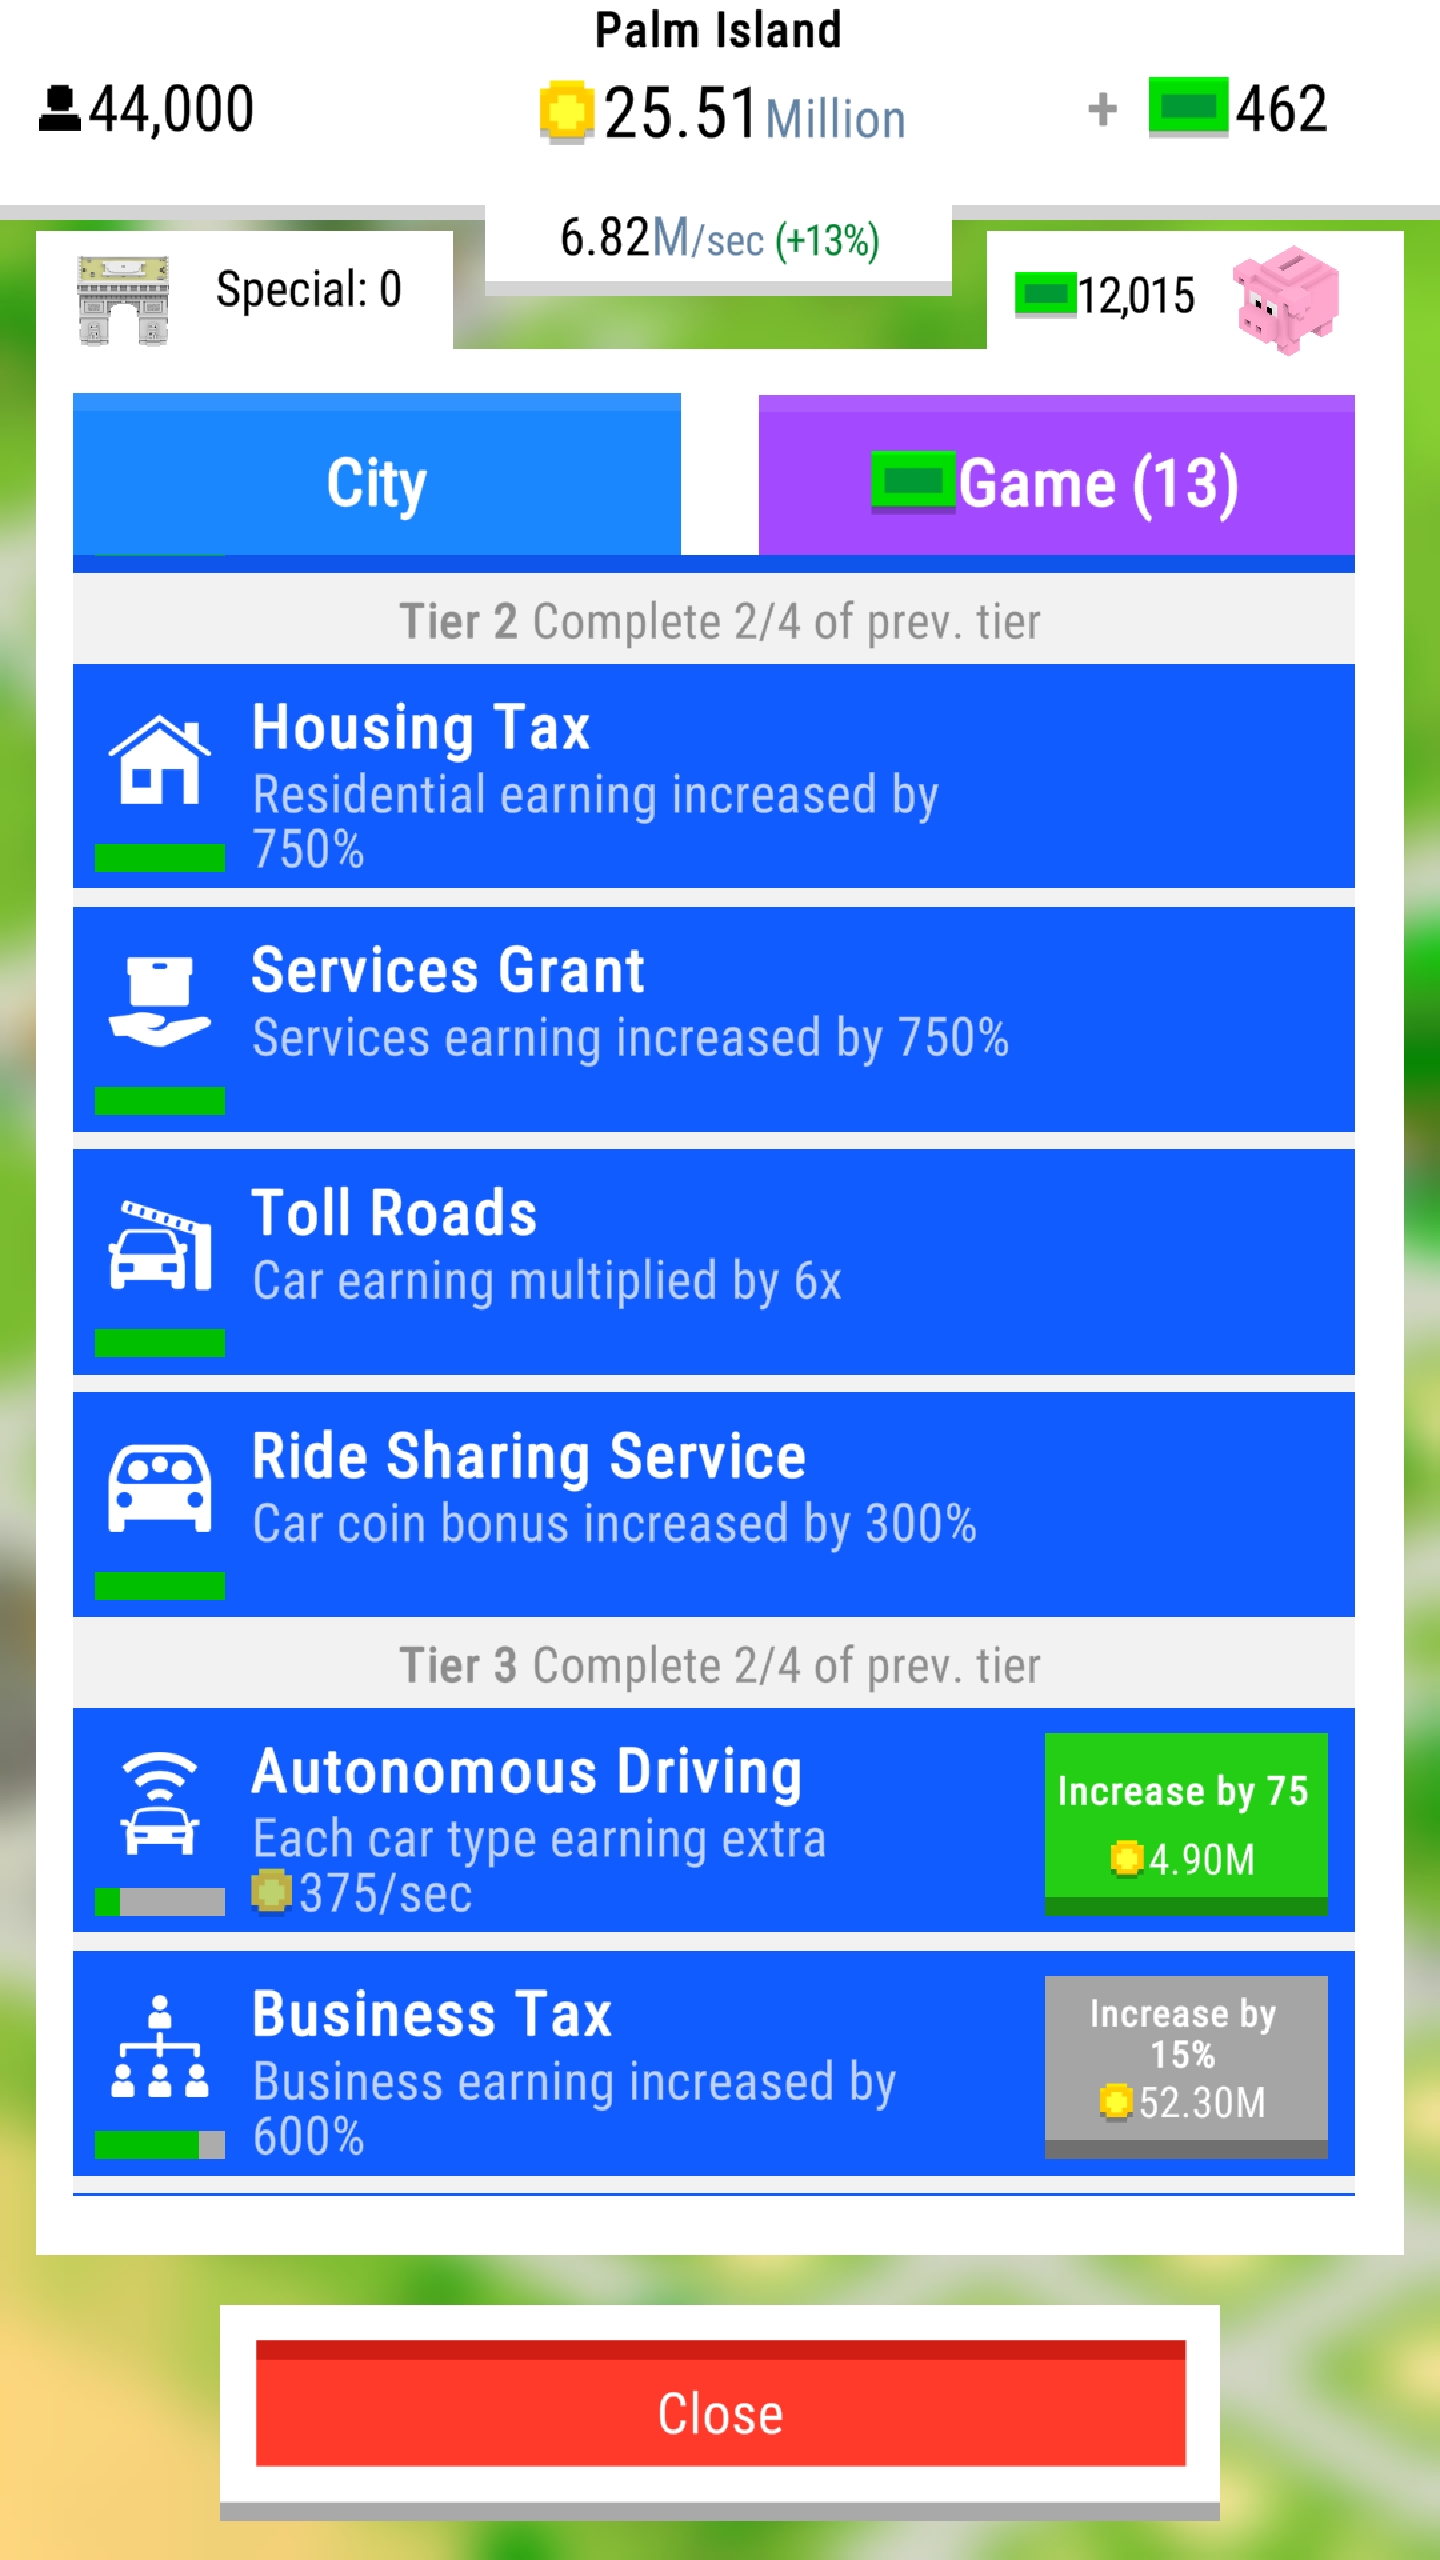 Palm Island
44,000
25.51 Million
+ 462
6.82M/sec (+13%)
Special: 0
12,015
City
Game (13)
Tier 2 Complete 2/4 of prev. tier
Housing Tax
Residential earning increased by
750%
Services Grant
Services earning increased by 750%
Toll Roads
Car earning multiplied by 6x
Ride Sharing Service
Car coin bonus increased by 300%
Tier 3 Complete 2/4 of prev. tier
Autonomous Driving
Each car type earning extra
375/sec
Increase by 75
4.90M
Business Tax
Business earning increased by
600%
Increase by
15%
52.30M
Close